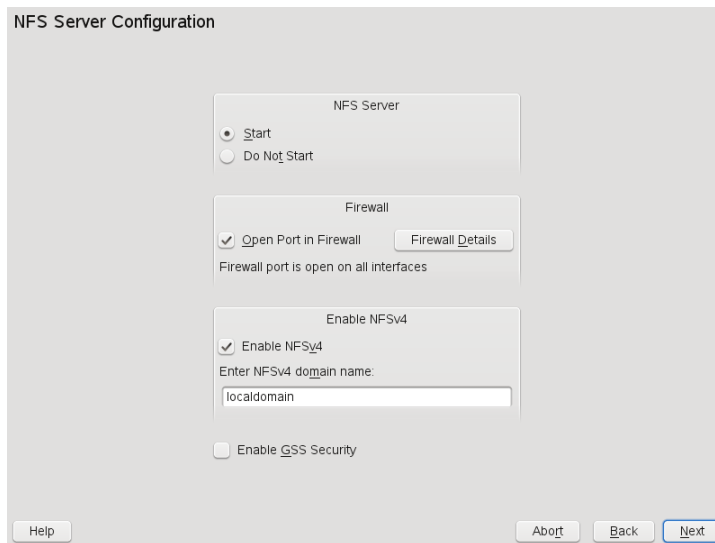 NFS Server Configuration
NFS Server
Start
Do Not Start
Firewall
Open Port in Firewall
Firewall Details
Firewall port is open on all interfaces
Enable NFSv4
Enable NFSv4
Enter NFSv4 domain name:
localdomain
Enable GSS Security
Help
Abort
Back
Next